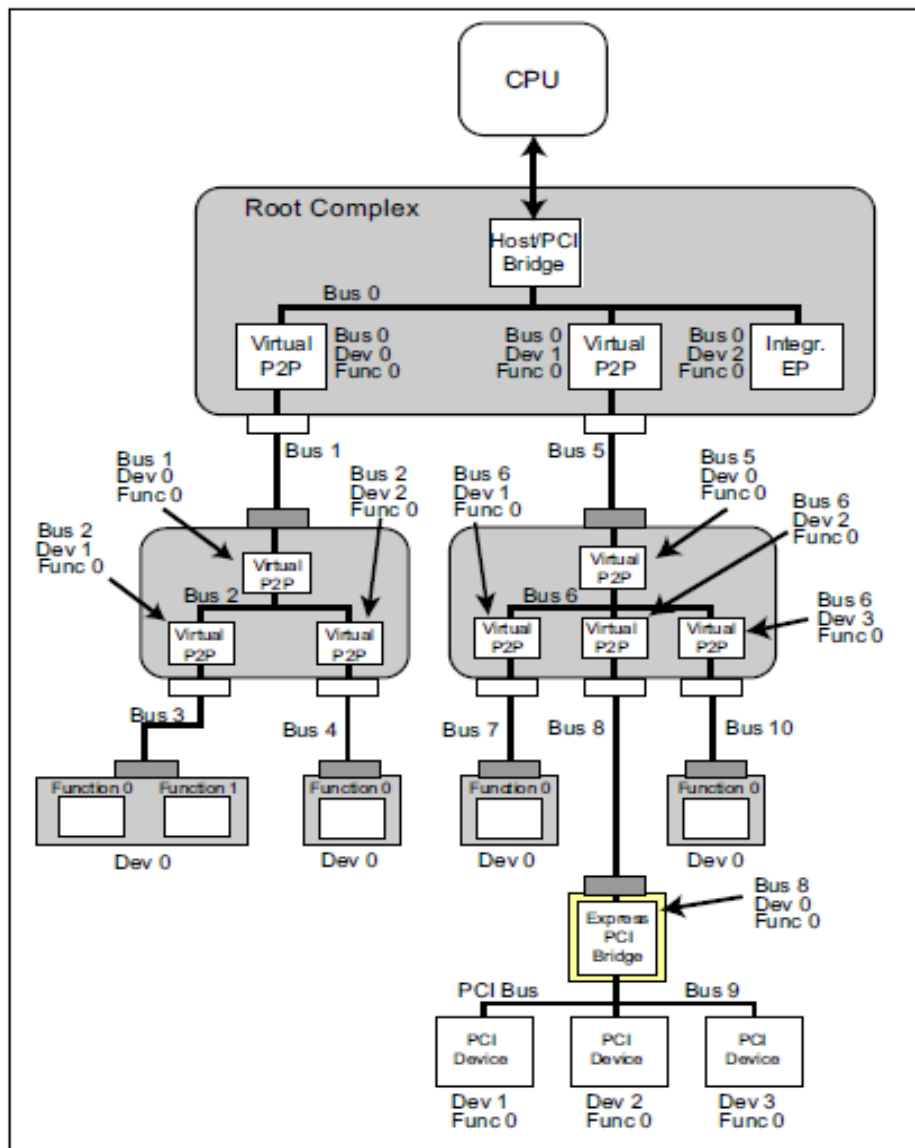 CPU
Root Complex
Host/PCI
Bridge
Bus 0
Virtual
P2P
Bus 0
Dev 0
Func 0
Bus 0
Dev 1
Func 0
Virtual
P2P
Bus 0
Dev 2
Func 0
Integr.
EP
Bus 1
Bus 5
Bus 1
Dev 0
Func 0
Bus 2
Dev 2
Func 0
Bus 6
Dev 1
Func 0
Bus 5
Dev 0
Func 0
Bus 6
Dev 2
Func 0
Bus 2
Dev 1
Func 0
Virtual
P2P
Bus 2
Virtual
P2P
Virtual
P2P
Virtual
P2P
Bus 6
Virtual
P2P
Virtual
P2P
Virtual
P2P
Bus 6
Dev 3
Func 0
Bus 3
Bus 4
Bus 7
Bus 8
Bus 10
Function 0
Function 1
Dev 0
Function 0
Dev 0
Function 0
Dev 0
Function 0
Dev 0
Express
PCI
Bridge
Bus 8
Dev 0
Func 0
PCI Bus
Bus 9
PCI
Device
PCI
Device
PCI
Device
Dev 1
Func 0
Dev 2
Func 0
Dev 3
Func 0